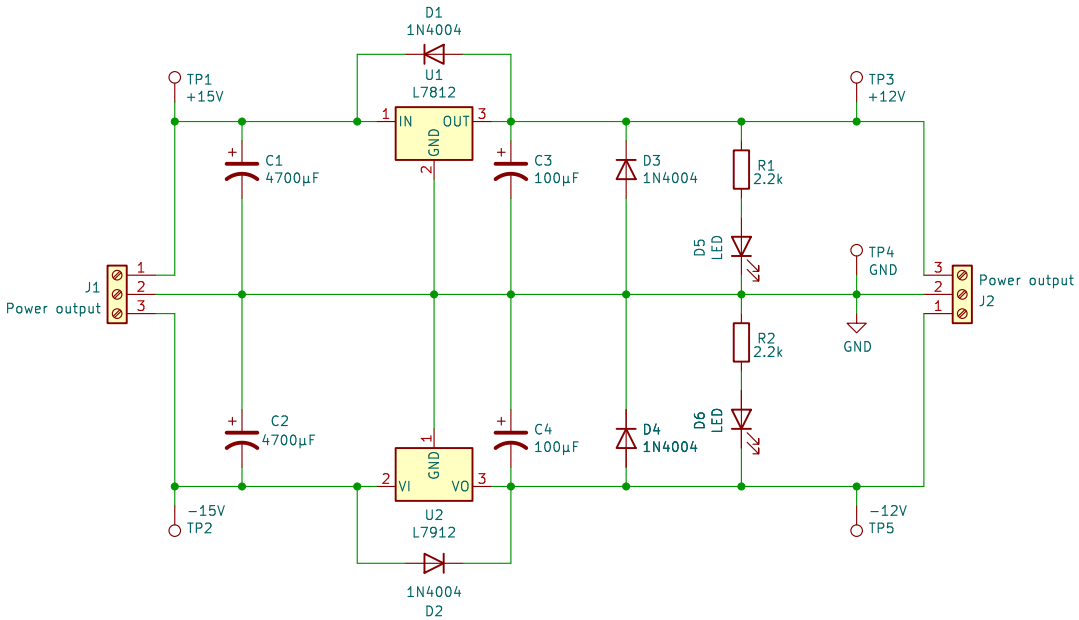 D1
1N4004
U1
L7812
TP1
+15V
TP3
+12V
1
IN
OUT
3
GND
2
+
C1
4700µF
+
C3
100µF
D3
1N4004
R1
2.2k
D5
LED
TP4
GND
1
2
3
J1
Power output
3
2
1
Power output
J2
GND
R2
2.2k
+
C2
4700µF
+
C4
100µF
D4
1N4004
D6
LED
1
GND
2
VI
VO
3
U2
L7912
-15V
TP2
-12V
TP5
1N4004
D2